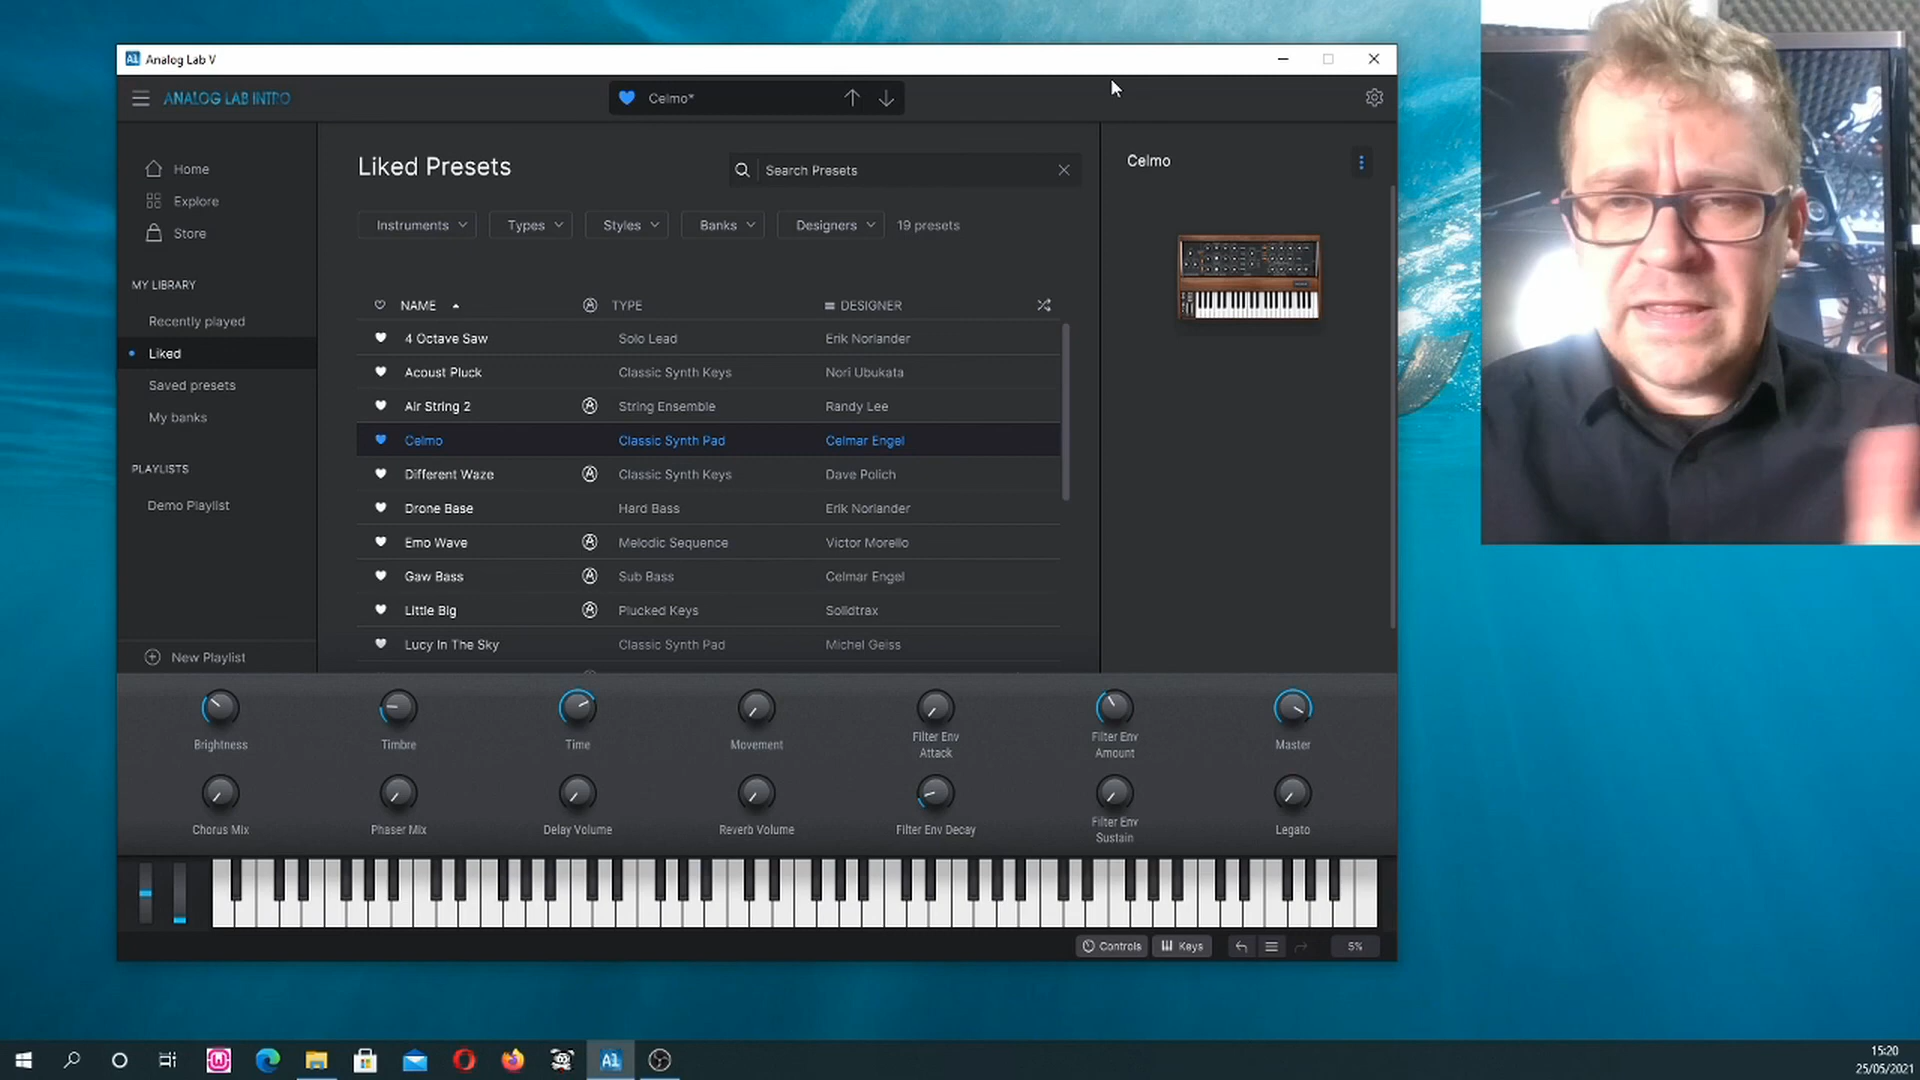 Analog Lab V
ANALOG LAB INTRO
Celmo*
Home
Explore
Store
MY LIBRARY
Recently played
Liked
Saved presets
My banks
PLAYLISTS
Demo Playlist
New Playlist
Liked Presets
Search Presets
Instruments
Types
Styles
Banks
Designers
19 presets
NAME TYPE DESIGNER
4 Octave Saw Solo Lead Erik Norlander
Acoust Pluck Classic Synth Keys Nori Ubukata
Air String 2 String Ensemble Randy Lee
Celmo Classic Synth Pad Celmar Engel
Different Waze Classic Synth Keys Dave Polich
Drone Base Hard Bass Erik Norlander
Emo Wave Melodic Sequence Victor Morello
Gaw Bass Sub Bass Celmar Engel
Little Big Plucked Keys Solidtrax
Lucy In The Sky Classic Synth Pad Michel Geiss
Celmo
Brightness
Timbre
Time
Movement
Filter Env
Attack
Filter Env
Amount
Master
Chorus Mix
Phaser Mix
Delay Volume
Reverb Volume
Filter Env Decay
Filter Env
Sustain
Legato
Controls
Keys
5%
15:20
25/05/2021